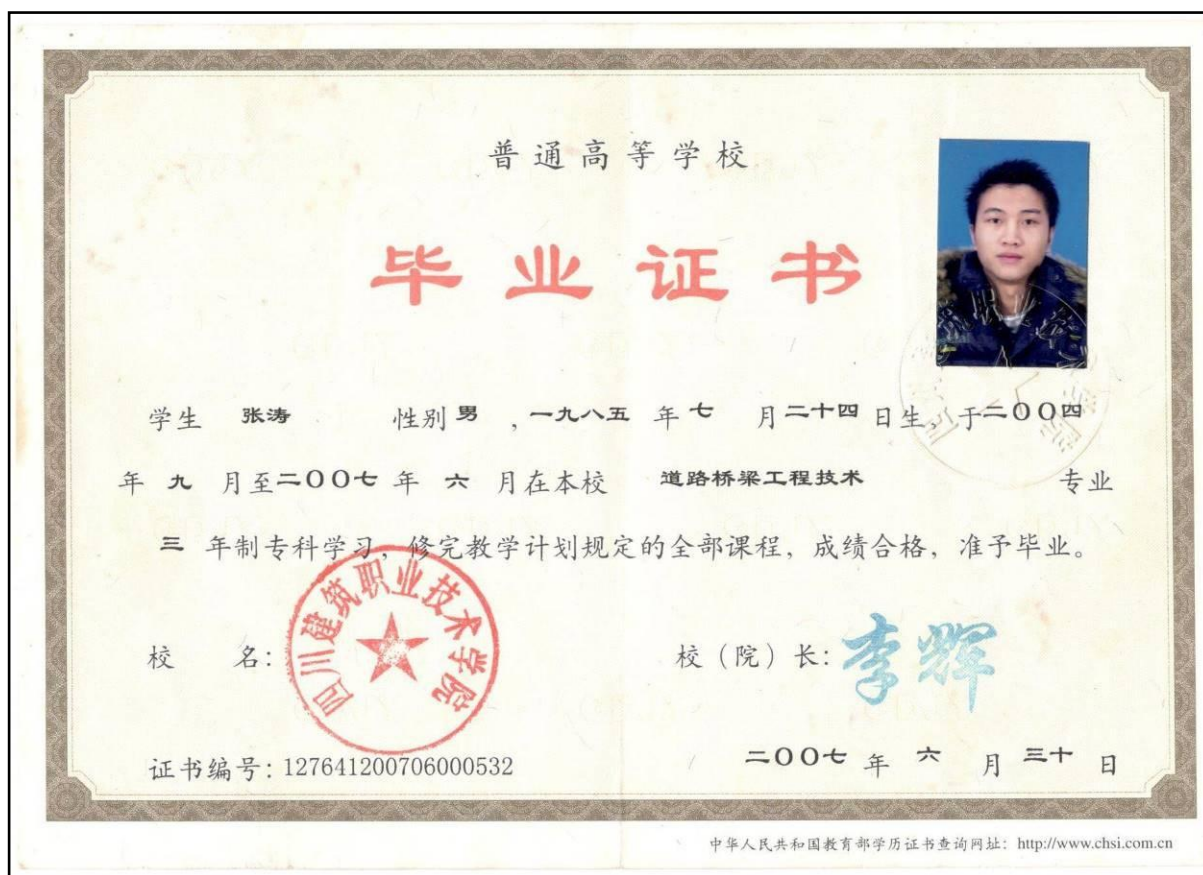 普通高等学校
毕业证书
学生 张涛 性别 男 ，一九八五 年 七 月 二十四 日生，于二〇〇四
年 九 月至二〇〇七 年 六 月在本校 道路桥梁工程技术 专业
三 年制专科学习，修完教学计划规定的全部课程，成绩合格，准予毕业。
校 名：
四川建筑职业技术学院
校（院）长：李辉
证书编号：127641200706000532
二〇〇七 年 六 月 三十 日
中华人民共和国教育部学历证书查询网址：http://www.chsi.com.cn